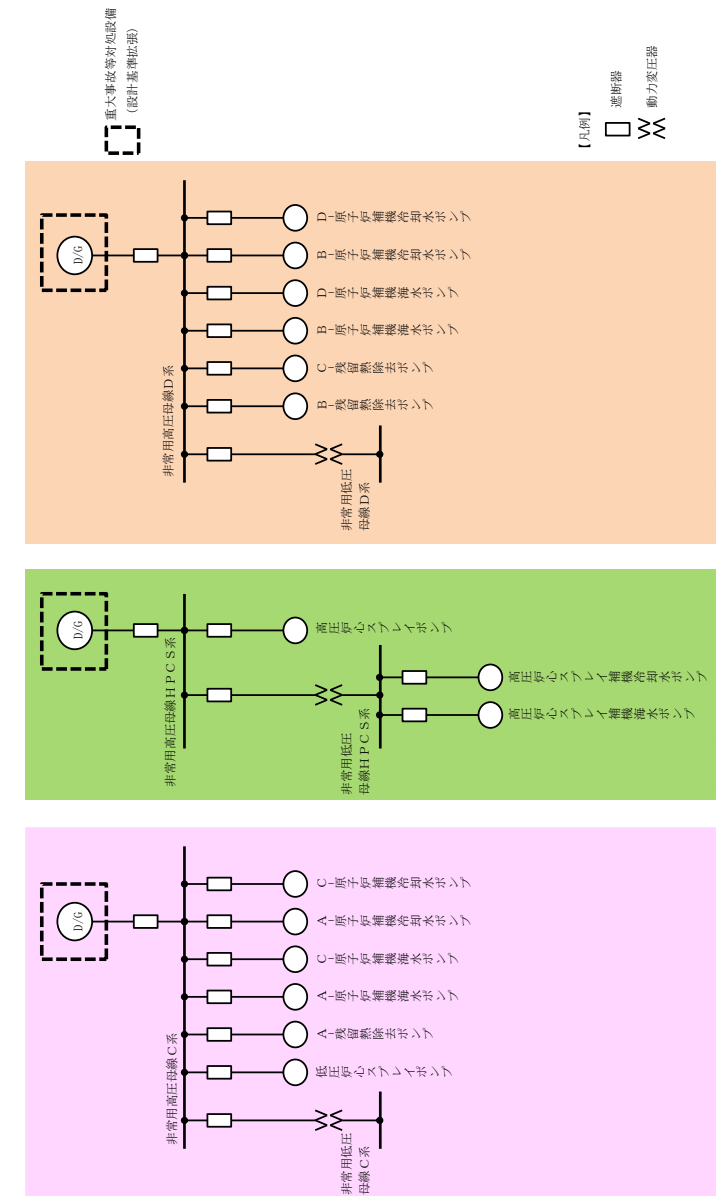 重大事故等対処設備
（設計基準拡張）
【凡例】
遮断器
動力変圧器
D/G
非常用高圧母線D系
D-原子炉補機冷却水ポンプ
B-原子炉補機冷却水ポンプ
D-原子炉補機海水ポンプ
B-原子炉補機海水ポンプ
C-残留熱除去ポンプ
B-残留熱除去ポンプ
非常用低圧
母線D系
D/G
非常用高圧母線HPCS系
高圧炉心スプレイポンプ
非常用低圧
母線HPCS系
高圧炉心スプレイ補機冷却水ポンプ
高圧炉心スプレイ補機海水ポンプ
D/G
非常用高圧母線C系
C-原子炉補機冷却水ポンプ
A-原子炉補機冷却水ポンプ
C-原子炉補機海水ポンプ
A-原子炉補機海水ポンプ
A-残留熱除去ポンプ
低圧炉心スプレイポンプ
非常用低圧
母線C系